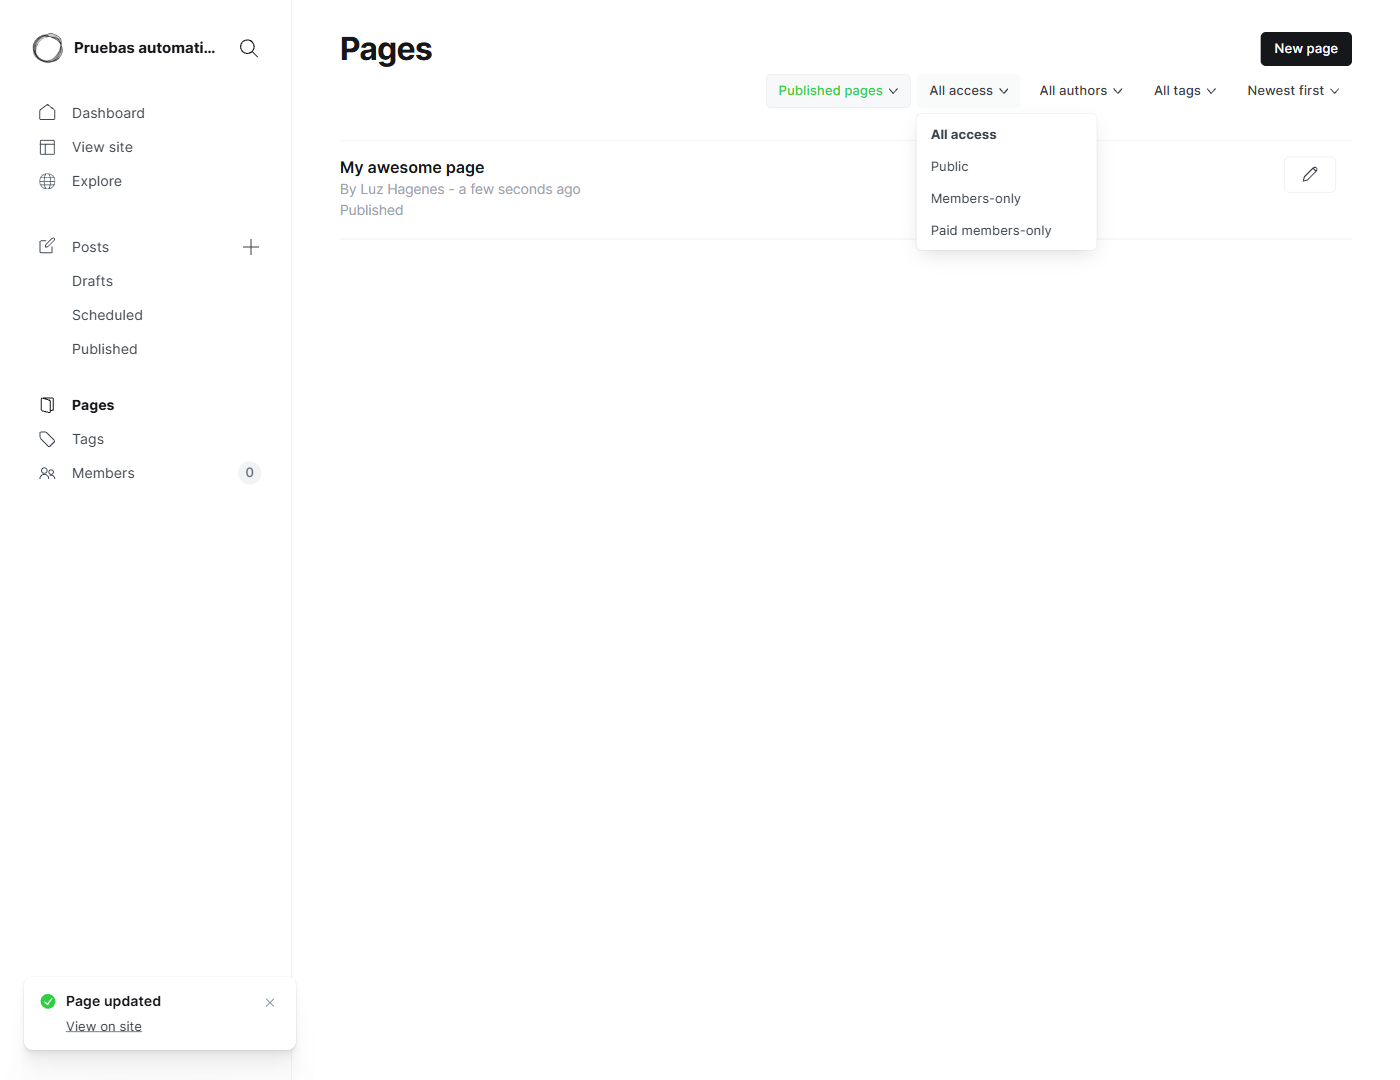 Pruebas automati...
Dashboard
View site
Explore
Posts
Drafts
Scheduled
Published
Pages
Tags
Members
0
Pages
New page
Published pages
All access
All authors
All tags
Newest first
All access
Public
Members-only
Paid members-only
My awesome page
By Luz Hagenes - a few seconds ago
Published
Page updated
View on site